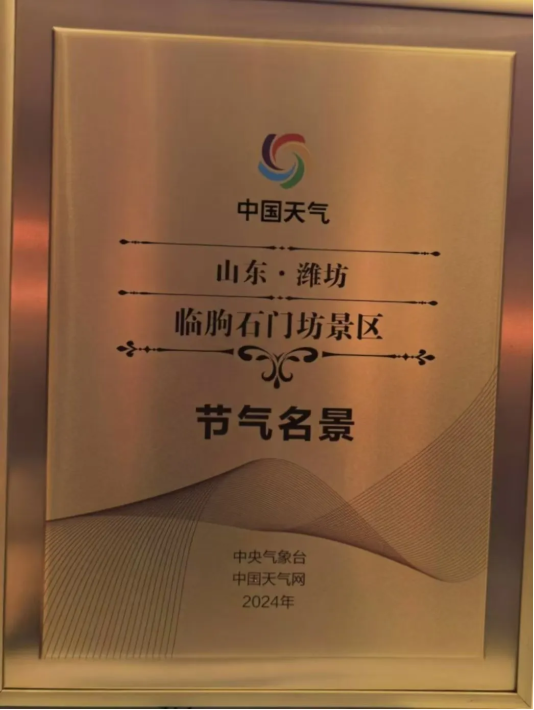 中国天气
山东·潍坊
临朐石门坊景区
节气名景
中央气象台
中国天气网
2024年